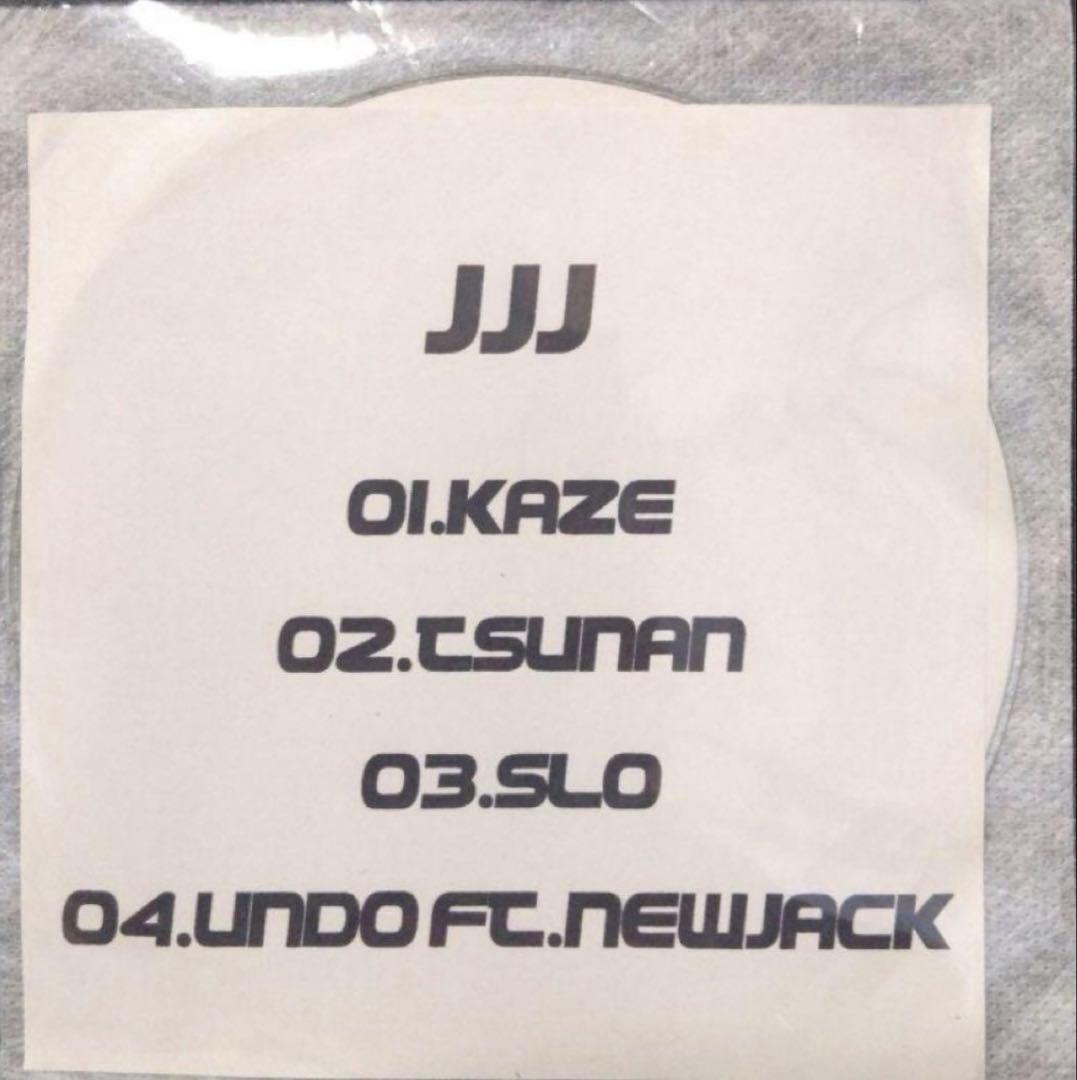 JJJ
01.KAZE
02.TSUNAN
03.SLO
04.UNDO FT.NEWJACK